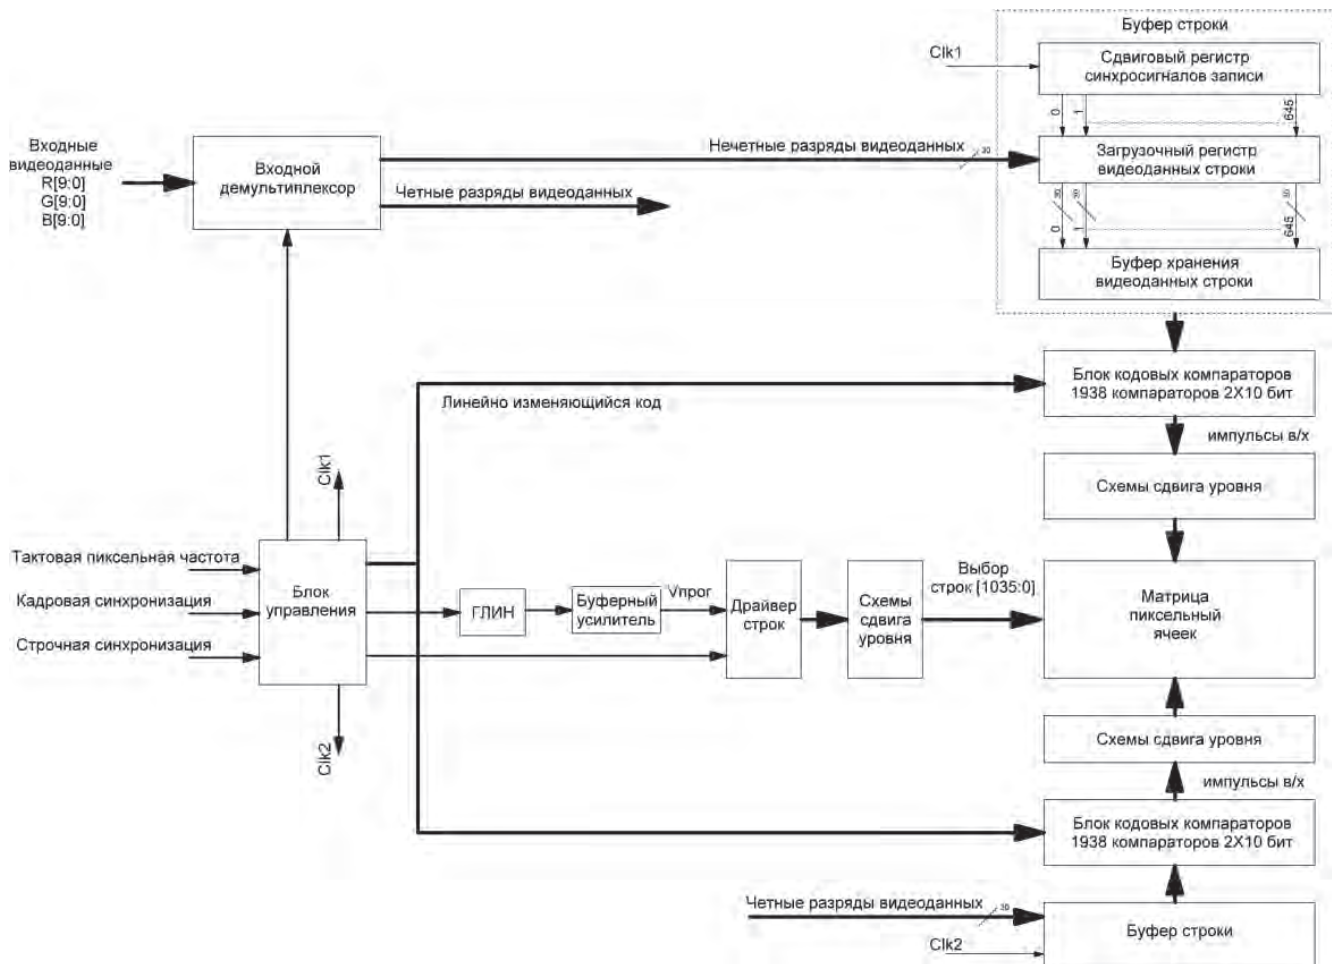 Буфер строки
Clk1
Сдвиговый регистр
синхросигналов записи
0
1
645
Входные
видеоданные
R[9:0]
G[9:0]
B[9:0]
Входной
демультиплексор
Нечетные разряды видеоданных
30
Четные разряды видеоданных
Загрузочный регистр
видеоданных строки
30
30
30
0
1
645
Буфер хранения
видеоданных строки
Блок кодовых компараторов
1938 компараторов 2X10 бит
Линейно изменяющийся код
импульсы в/х
Clk1
Схемы сдвига уровня
Тактовая пиксельная частота
Кадровая синхронизация
Строчная синхронизация
Блок
управления
ГЛИН
Буферный
усилитель
Vпрог
Драйвер
строк
Схемы
сдвига
уровня
Выбор
строк [1035:0]
Матрица
пиксельный
ячеек
Clk2
Схемы сдвига уровня
импульсы в/х
Блок кодовых компараторов
1938 компараторов 2X10 бит
Четные разряды видеоданных
30
Clk2
Буфер строки